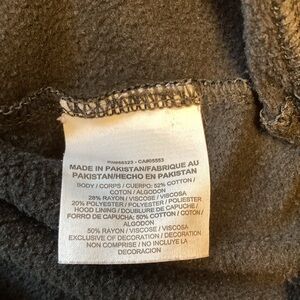 CA#05553
MADE IN PAKISTAN/FABRIQUE AU
PAKISTAN/HECHO EN PAKISTAN
BODY / CORPS / CUERPO: 52% COTTON /
COTON / ALGODON
28% RAYON / VISCOSE / VISCOSA
20% POLYESTER / POLYESTER / POLIESTER
HOOD LINING / DOUBLURE DE CAPUCHE /
FORRO DE CAPUCHA: 50% COTTON / COTON /
ALGODON
50% RAYON / VISCOSE / VISCOSA
EXCLUSIVE OF DECORATION / DECORATION
NON COMPRISE / NO INCLUYE LA
DECORACION